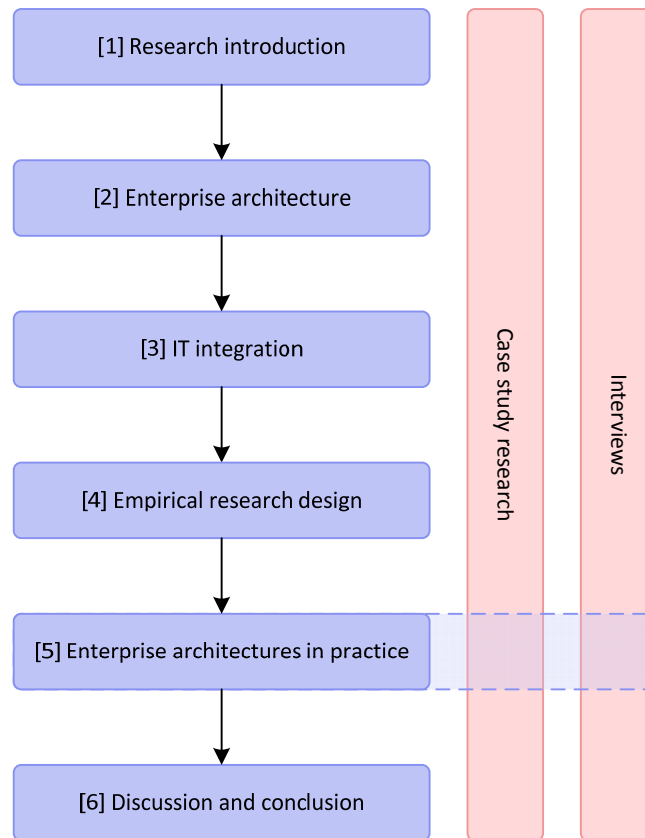 [1] Research introduction
[2] Enterprise architecture
[3] IT integration
[4] Empirical research design
[5] Enterprise architectures in practice
[6] Discussion and conclusion
Case study research
Interviews